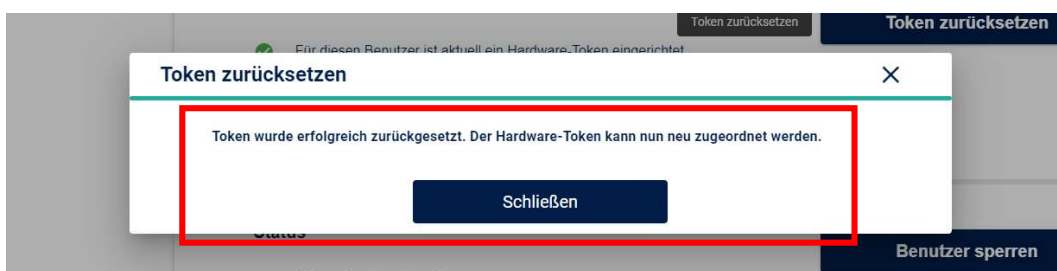 Token zurücksetzen
Token zurücksetzen
Für diesen Benutzer ist aktuell ein Hardware-Token eingerichtet
Token zurücksetzen
Token wurde erfolgreich zurückgesetzt. Der Hardware-Token kann nun neu zugeordnet werden.
Schließen
Status
Benutzer sperren